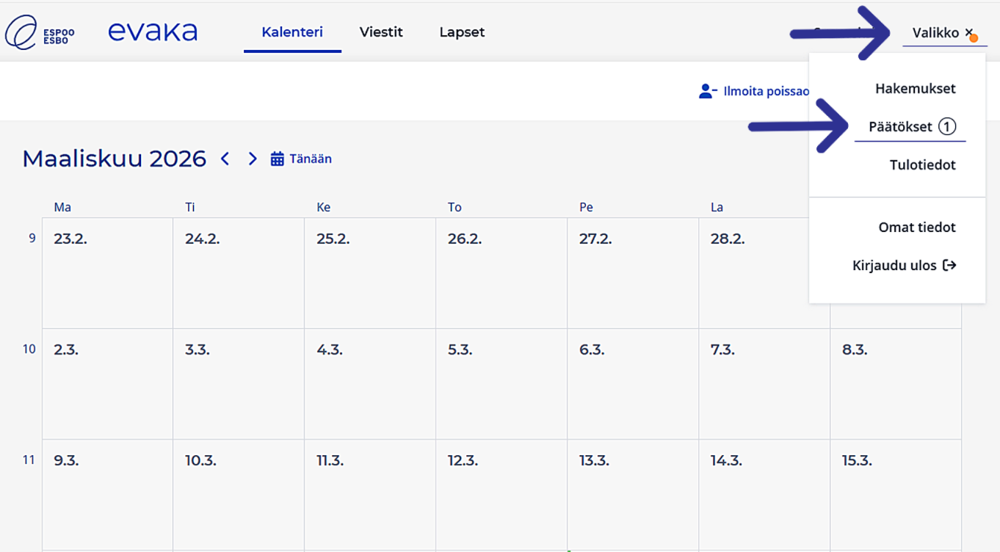 ESPOO
ESBO
evaka
Kalenteri Viestit Lapset
Valikko
Hakemukset
Ilmoita poissao
Päätökset 1
Tulotiedot
Maaliskuu 2026 Tänään
Ma Ti Ke To Pe La
Omat tiedot
9 23.2. 24.2. 25.2. 26.2. 27.2. 28.2.
Kirjaudu ulos
10 2.3. 3.3. 4.3. 5.3. 6.3. 7.3. 8.3.
11 9.3. 10.3. 11.3. 12.3. 13.3. 14.3. 15.3.